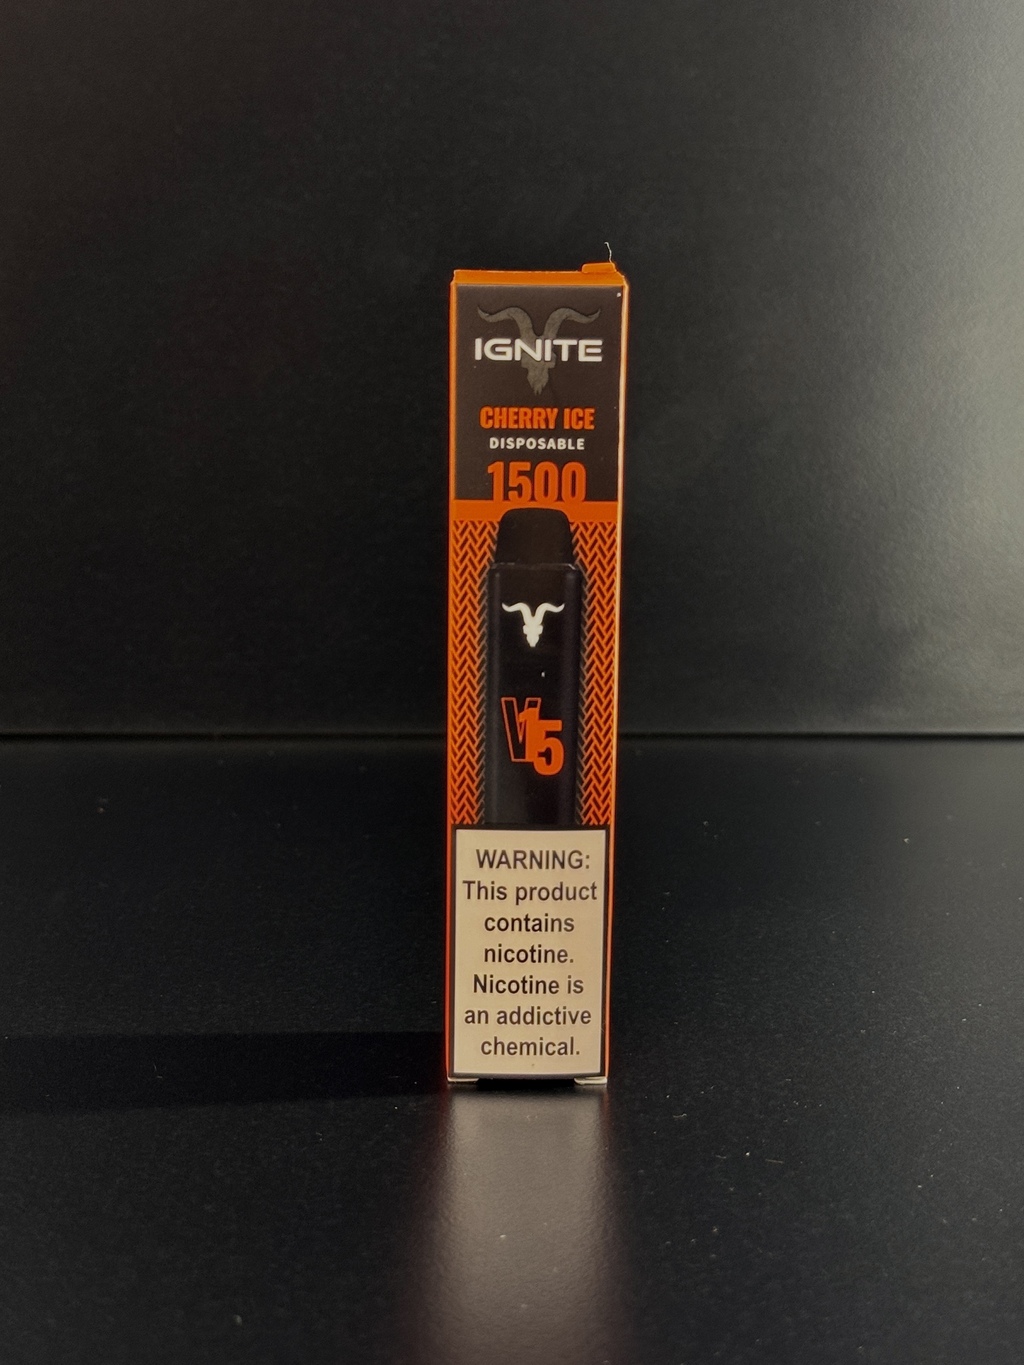 IGNITE
CHERRY ICE
DISPOSABLE
1500
V15
WARNING:
This product
contains
nicotine.
Nicotine is
an addictive
chemical.